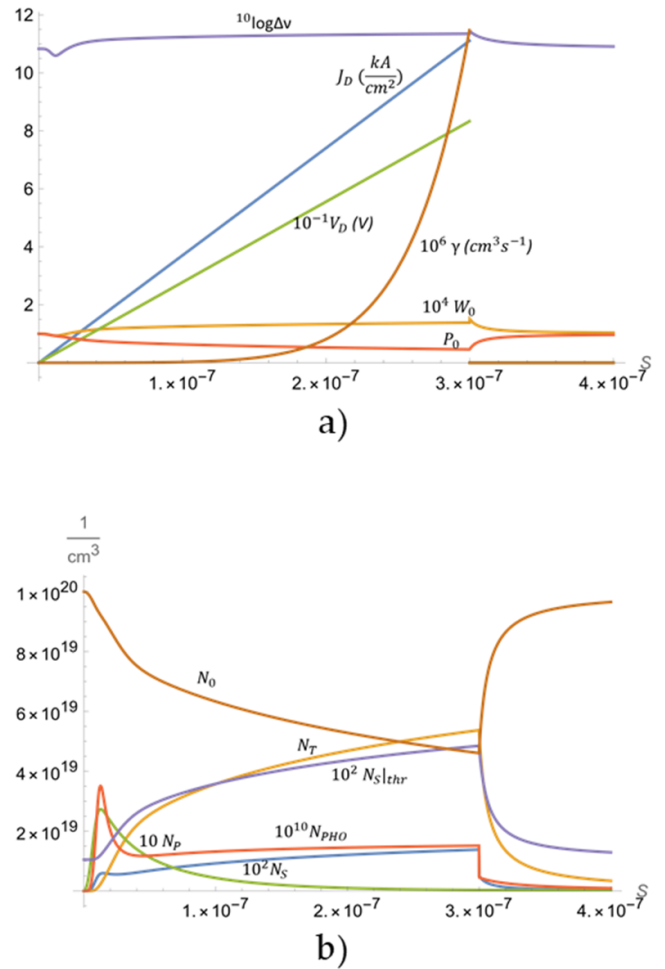 12
¹⁰logΔν
10
J_D (kA/cm²)
8
6
10⁻¹V_D (V)
10⁶ γ (cm³s⁻¹)
4
2
10⁴ W₀
P₀
S
1.×10⁻⁷ 2.×10⁻⁷ 3.×10⁻⁷ 4.×10⁻⁷
a)
1/cm³
1×10²⁰
8×10¹⁹
N₀
6×10¹⁹
N_T
4×10¹⁹
10² N_S|thr
2×10¹⁹
10 N_P
10¹⁰N_PHO
10²N_S
S
1.×10⁻⁷ 2.×10⁻⁷ 3.×10⁻⁷ 4.×10⁻⁷
b)